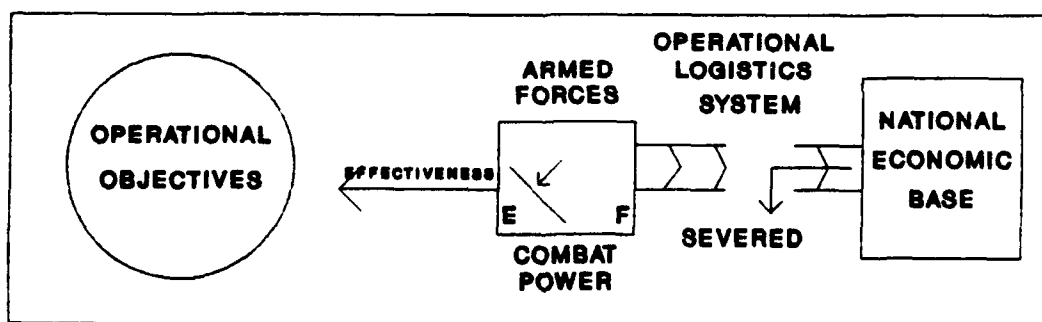 OPERATIONAL
OBJECTIVES
EFFECTIVENESS
ARMED
FORCES
E F
COMBAT
POWER
OPERATIONAL
LOGISTICS
SYSTEM
SEVERED
NATIONAL
ECONOMIC
BASE